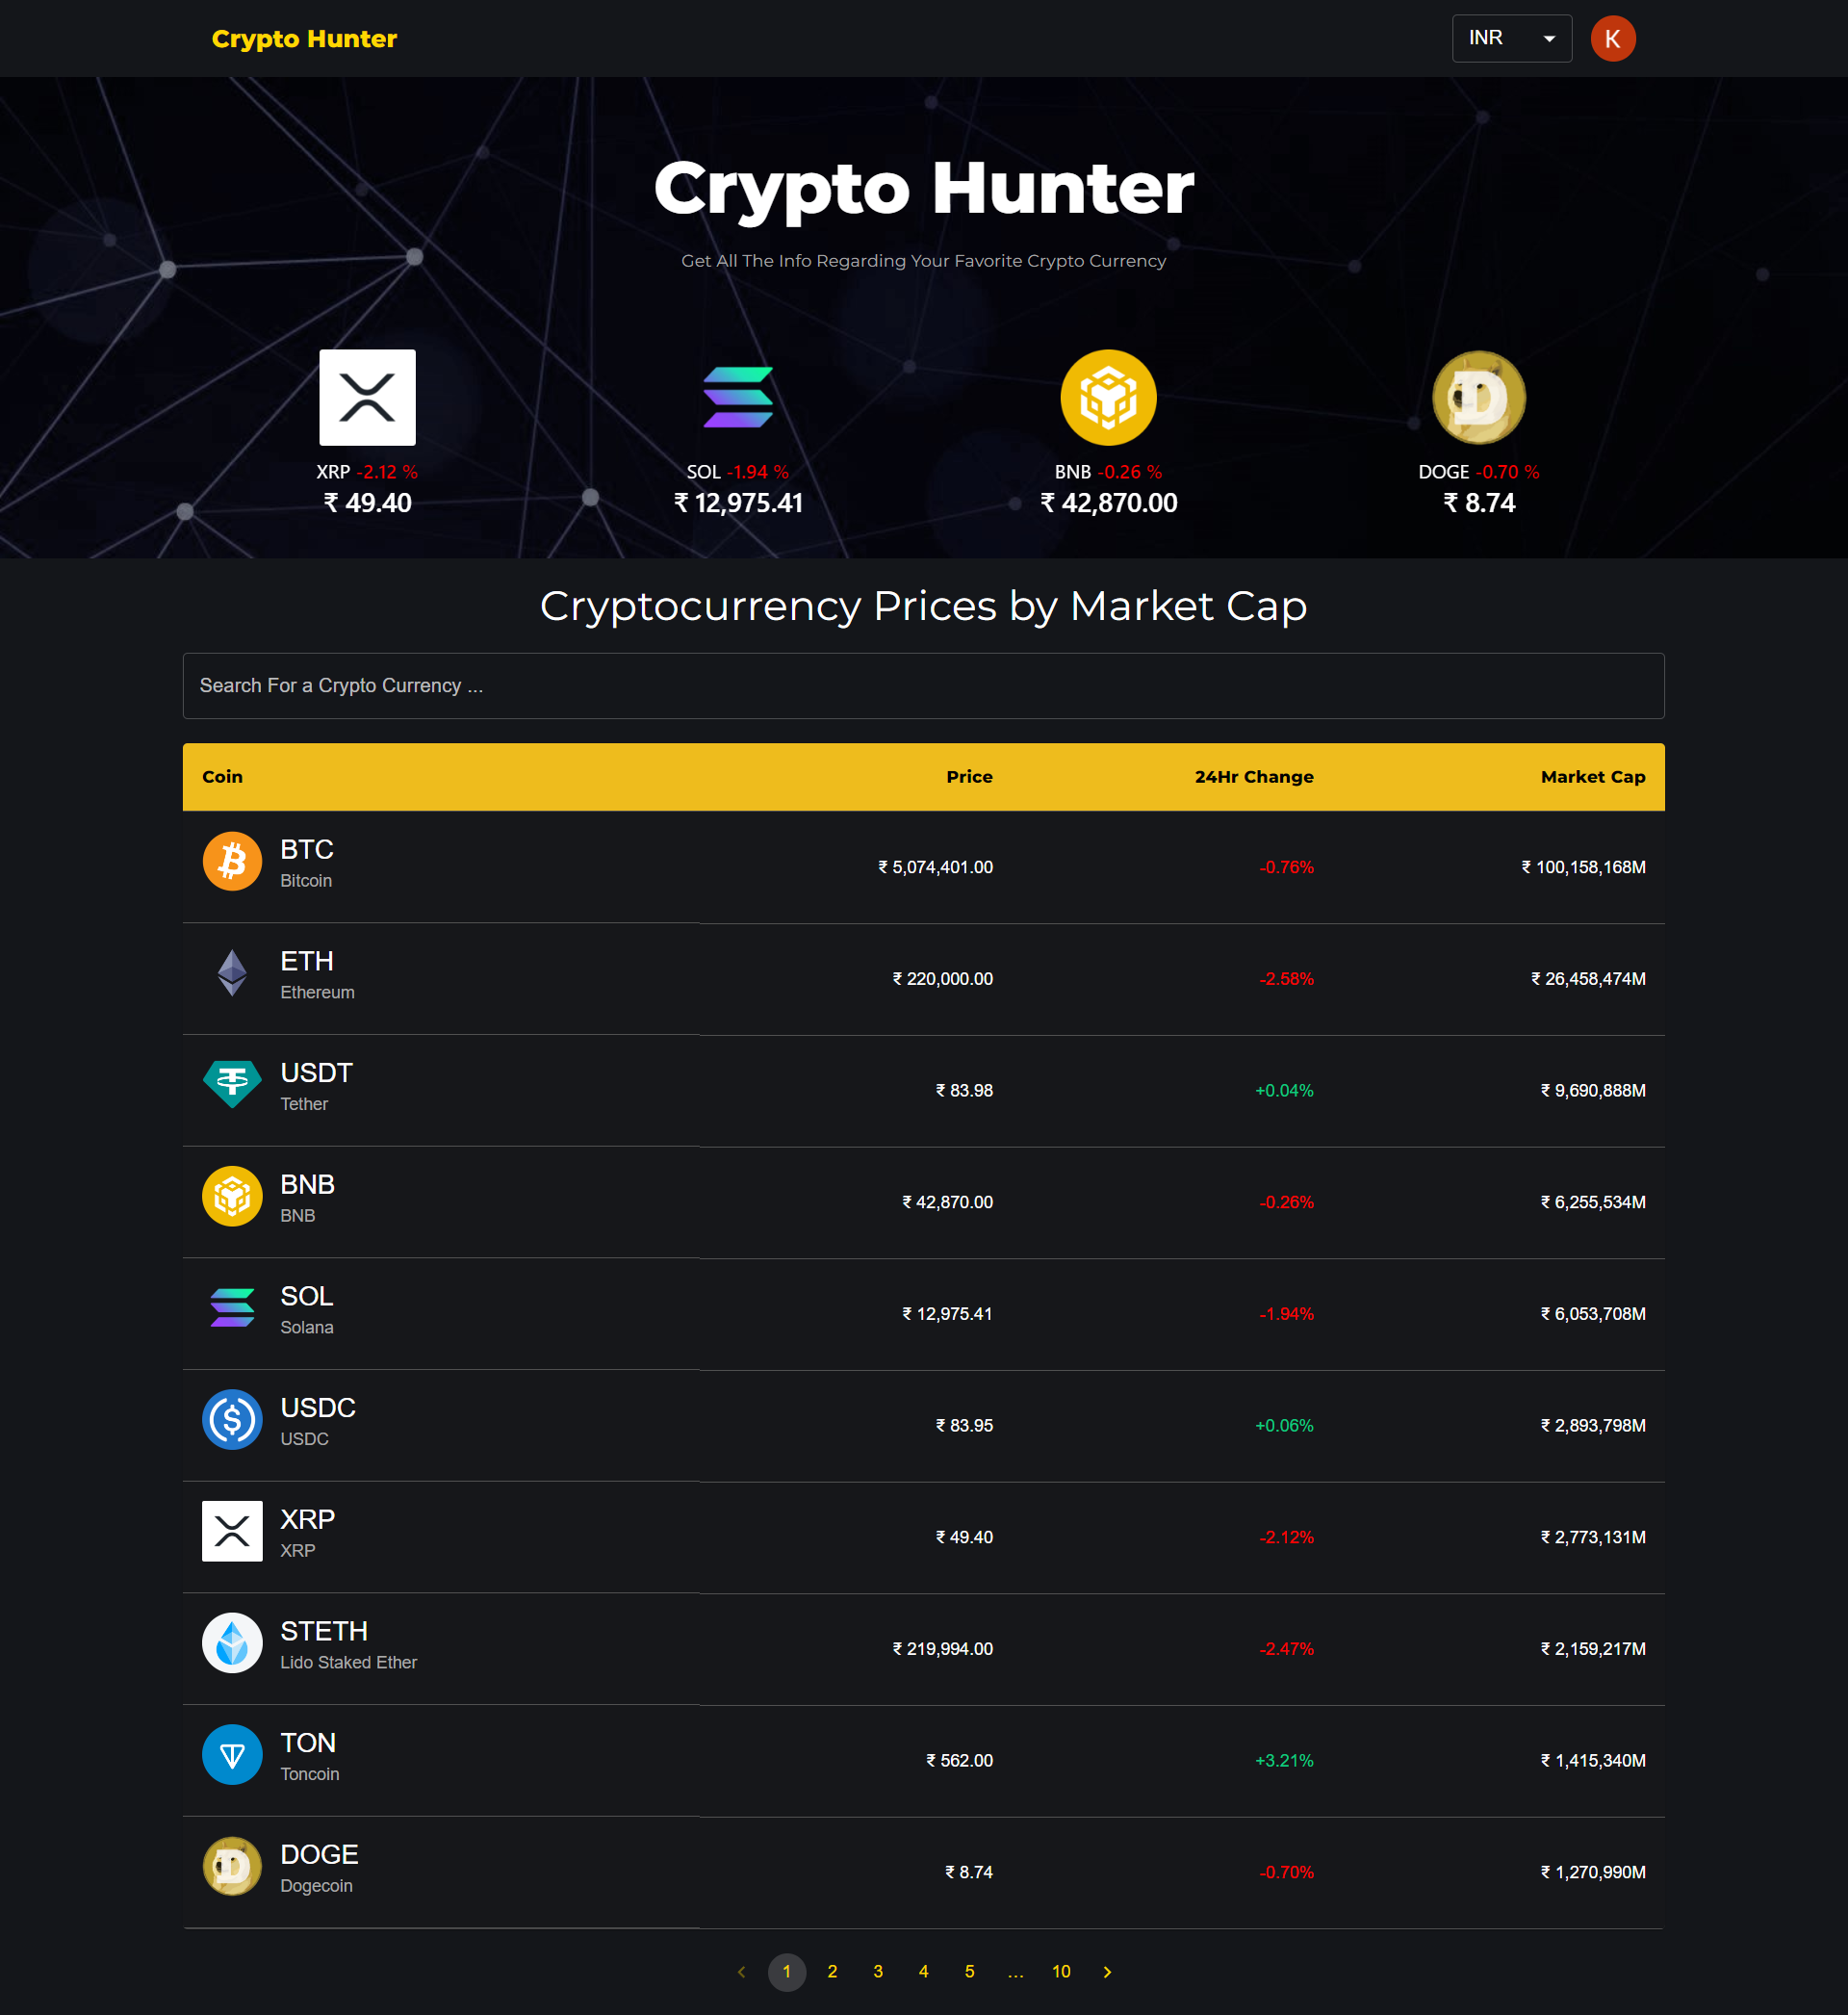 Crypto Hunter
INR
K
Crypto Hunter
Get All The Info Regarding Your Favorite Crypto Currency
XRP -2.12 %
₹ 49.40
SOL -1.94 %
₹ 12,975.41
BNB -0.26 %
₹ 42,870.00
DOGE -0.70 %
₹ 8.74
Cryptocurrency Prices by Market Cap
Search For a Crypto Currency ...
Coin Price 24Hr Change Market Cap
BTC
Bitcoin
₹ 5,074,401.00 -0.76% ₹ 100,158,168M
ETH
Ethereum
₹ 220,000.00 -2.58% ₹ 26,458,474M
USDT
Tether
₹ 83.98 +0.04% ₹ 9,690,888M
BNB
BNB
₹ 42,870.00 -0.26% ₹ 6,255,534M
SOL
Solana
₹ 12,975.41 -1.94% ₹ 6,053,708M
USDC
USDC
₹ 83.95 +0.06% ₹ 2,893,798M
XRP
XRP
₹ 49.40 -2.12% ₹ 2,773,131M
STETH
Lido Staked Ether
₹ 219,994.00 -2.47% ₹ 2,159,217M
TON
Toncoin
₹ 562.00 +3.21% ₹ 1,415,340M
DOGE
Dogecoin
₹ 8.74 -0.70% ₹ 1,270,990M
1 2 3 4 5 … 10